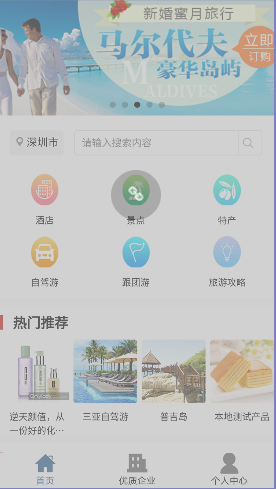 新婚蜜月旅行
马尔代夫
豪华岛屿
立即
订购
M
ALDIVES
深圳市
请输入搜索内容
酒店
景点
特产
自驾游
跟团游
旅游攻略
热门推荐
逆天颜值，从
一份好的化…
三亚自驾游
普吉岛
本地测试产品
首页
优质企业
个人中心